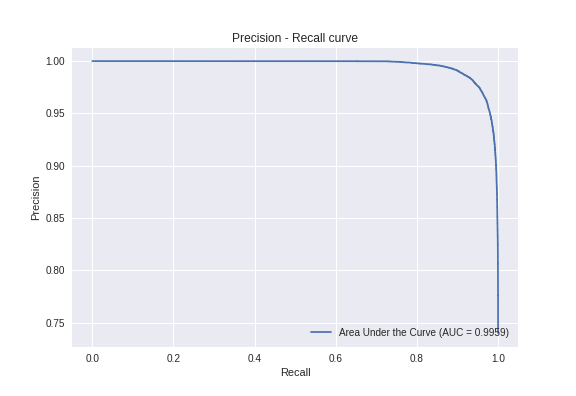 Precision - Recall curve
1.00
0.95
0.90
0.85
0.80
0.75
Precision
Area Under the Curve (AUC = 0.9959)
0.0 0.2 0.4 0.6 0.8 1.0
Recall